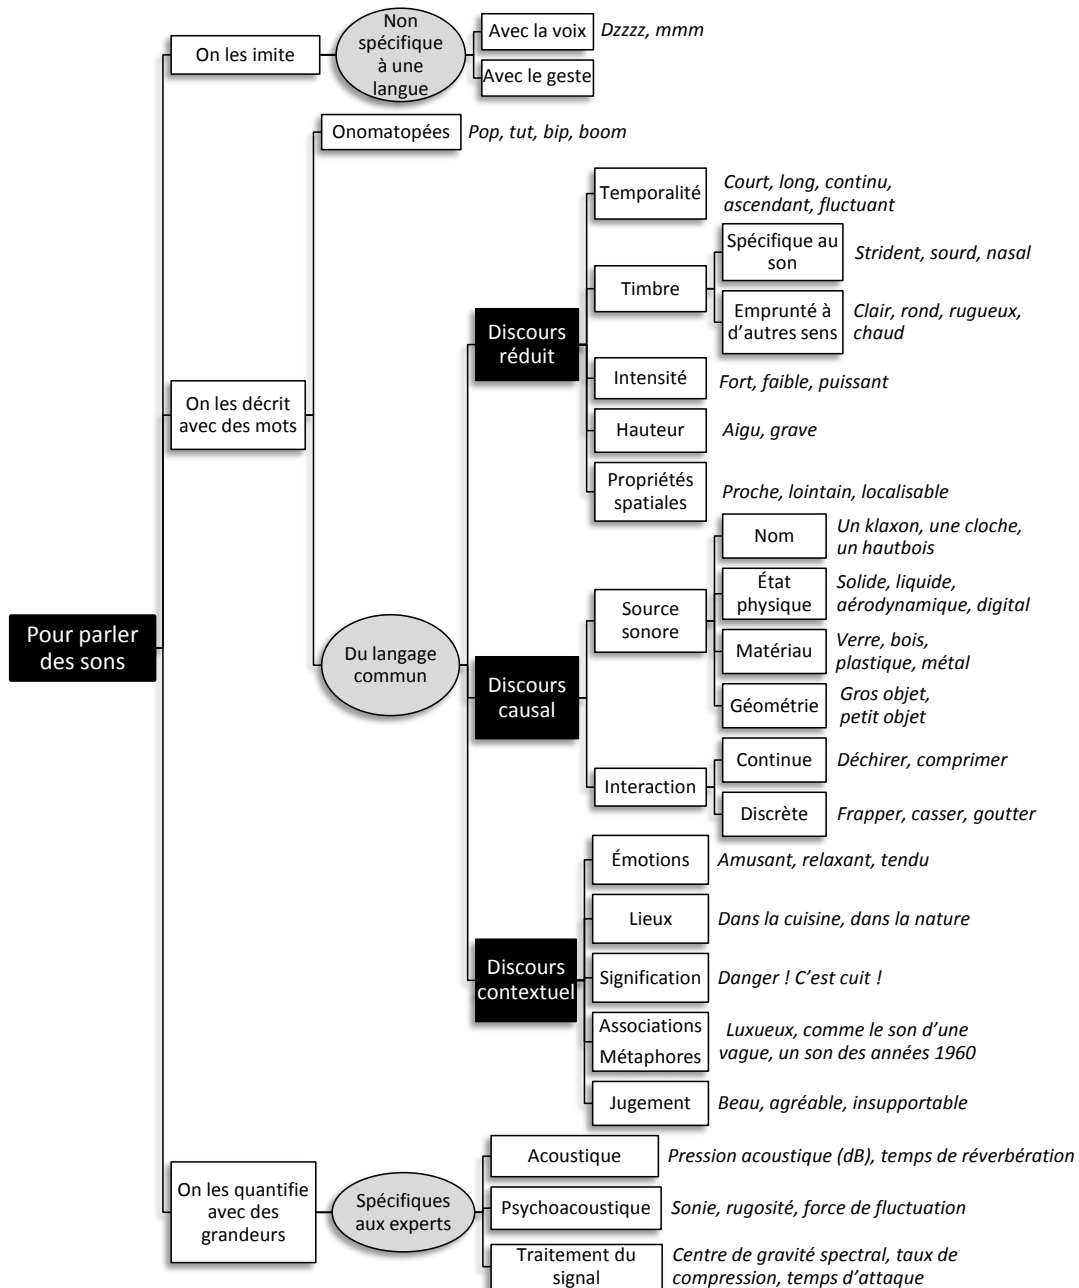 Non
spécifique
à une
langue
On les imite
Avec la voix
Dzzzz, mmm
Avec le geste
Onomatopées
Pop, tut, bip, boom
Temporalité
Court, long, continu,
ascendant, fluctuant
Spécifique au
son
Strident, sourd, nasal
Timbre
Emprunté à
d’autres sens
Clair, rond, rugueux,
chaud
Discours
réduit
Intensité
Fort, faible, puissant
On les décrit
avec des mots
Hauteur
Aigu, grave
Propriétés
spatiales
Proche, lointain, localisable
Nom
Un klaxon, une cloche,
un hautbois
État
physique
Solide, liquide,
aérodynamique, digital
Source
sonore
Matériau
Verre, bois,
plastique, métal
Pour parler
des sons
Du langage
commun
Discours
causal
Géométrie
Gros objet,
petit objet
Continue
Déchirer, comprimer
Interaction
Discrète
Frapper, casser, goutter
Émotions
Amusant, relaxant, tendu
Lieux
Dans la cuisine, dans la nature
Discours
contextuel
Signification
Danger ! C’est cuit !
Associations
Métaphores
Luxueux, comme le son d’une
vague, un son des années 1960
Jugement
Beau, agréable, insupportable
Acoustique
Pression acoustique (dB), temps de réverbération
On les quantifie
avec des
grandeurs
Spécifiques
aux experts
Psychoacoustique
Sonie, rugosité, force de fluctuation
Traitement du
signal
Centre de gravité spectral, taux de
compression, temps d’attaque